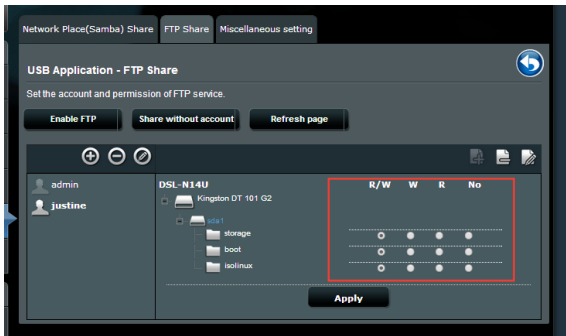 Network Place(Samba) Share FTP Share Miscellaneous setting
USB Application - FTP Share
Set the account and permission of FTP service.
Enable FTP Share without account Refresh page
admin
justine
DSL-N14U R/W W R No
Kingston DT 101 G2
sda1
storage
boot
isolinux
Apply